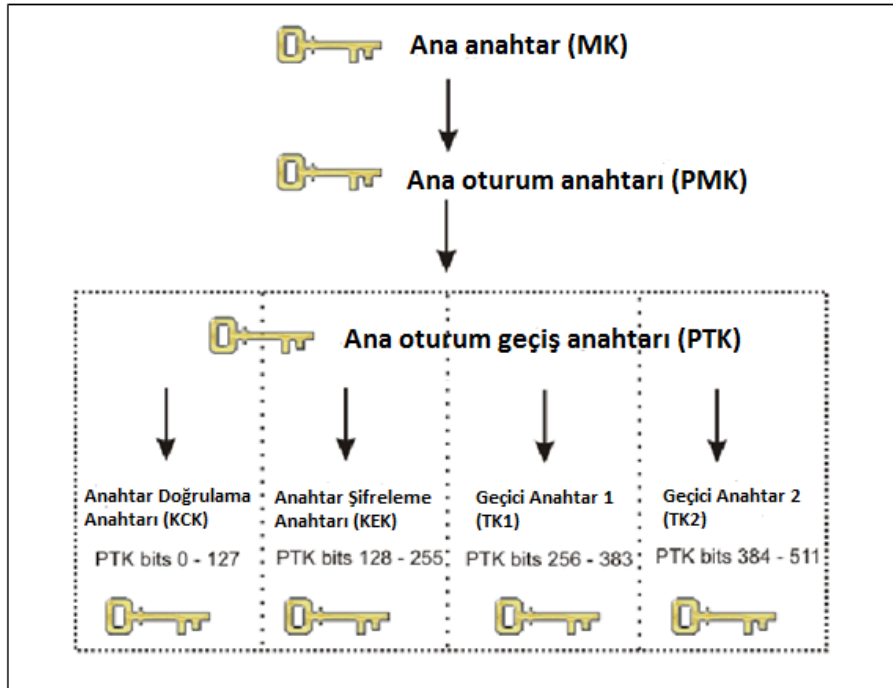 Ana anahtar (MK)
Ana oturum anahtarı (PMK)
Ana oturum geçiş anahtarı (PTK)
Anahtar Doğrulama
Anahtarı (KCK)
PTK bits 0 - 127
Anahtar Şifreleme
Anahtarı (KEK)
PTK bits 128 - 255
Geçici Anahtar 1
(TK1)
PTK bits 256 - 383
Geçici Anahtar 2
(TK2)
PTK bits 384 - 511